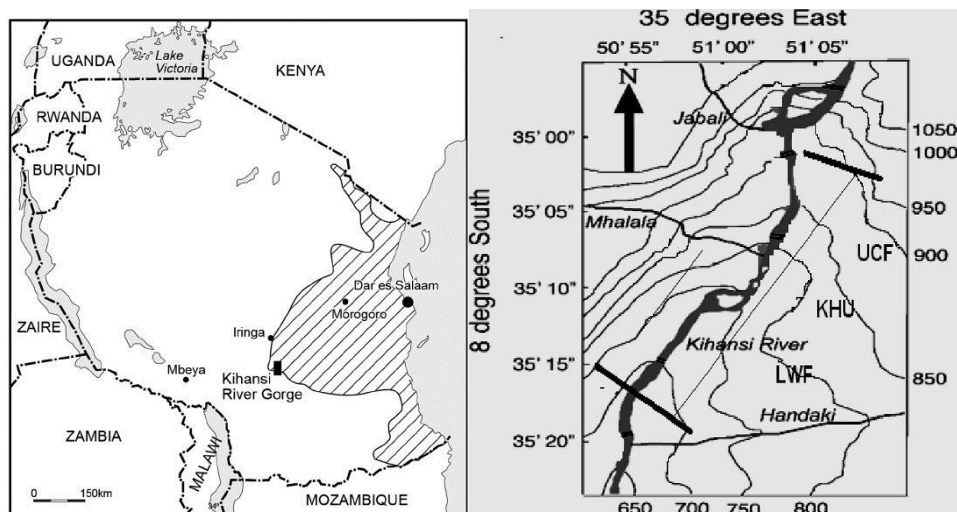 UGANDA
Lake
Victoria
KENYA
RWANDA
BURUNDI
ZAIRE
Dar es Salaam
Morogoro
Iringa
Mbeya
Kihansi
River Gorge
ZAMBIA
MALAWI
MOZAMBIQUE
0 150km
35 degrees East
50’55” 51’00” 51’05”
8 degrees South
N
Jabali
35’ 00”
1050
1000
35’ 05”
950
Mhalala
UCF
900
35’ 10”
KHU
Kihansi River
35’ 15”
LWF
850
Handaki
35’ 20”
650 700 750 800